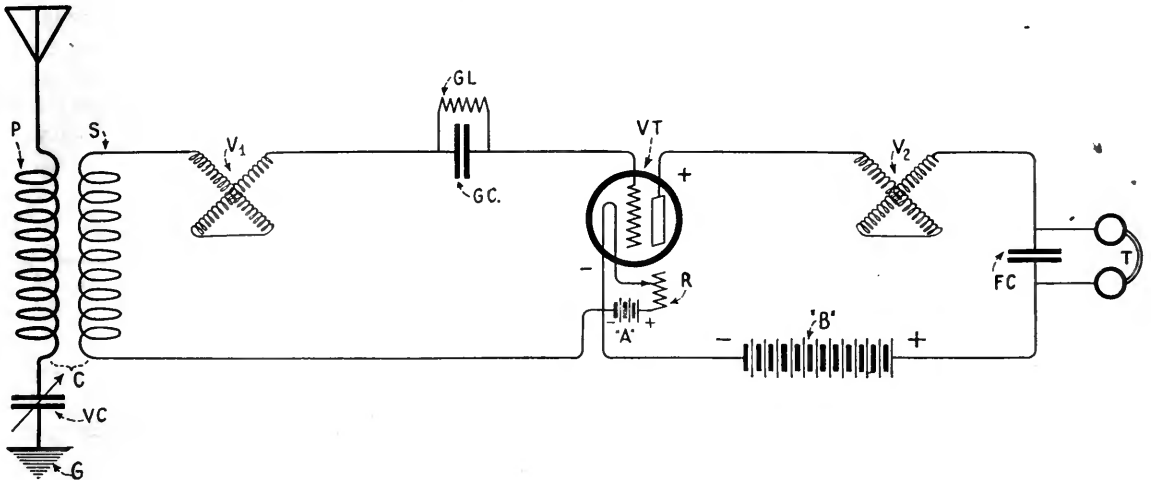 GL
P
S
V1
VT
V2
+
GC.
-
R
FC
T
- +
"A"
"B"
- +
C
VC
G